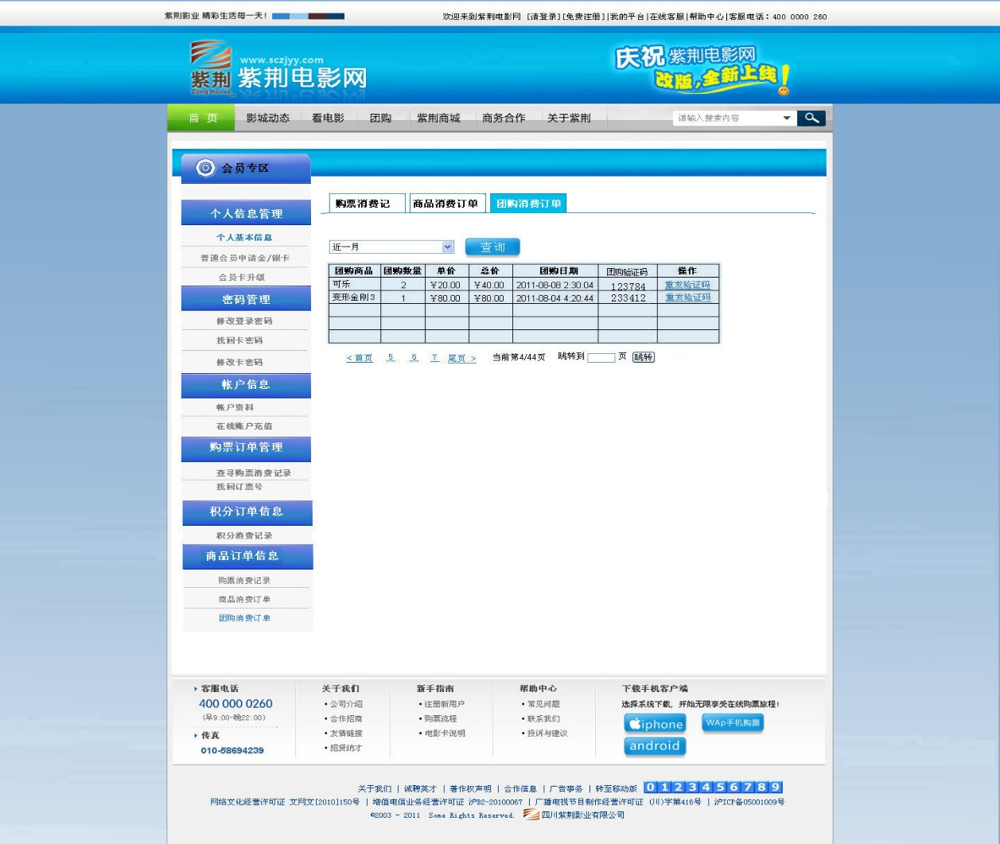 紫荆影业 精彩生活每一天!
欢迎来到紫荆电影网 [请登录][免费注册]|我的平台|在线客服|帮助中心|客服电话: 400 0000 260
www.sczjyy.com
紫荆 紫荆电影网
Zijing Movies
庆祝紫荆电影网
改版,全新上线!
首 页 影城动态 看电影 团购 紫荆商城 商务合作 关于紫荆 请输入搜索内容
会员专区
个人信息管理
个人基本信息
普通会员申请金/银卡
会员卡升级
密码管理
修改登录密码
找回卡密码
修改卡密码
帐户信息
帐户资料
在线账户充值
购票订单管理
查寻购票消费记录
找回订票号
积分订单信息
积分消费记录
商品订单信息
购票消费记录
商品消费订单
团购消费订单
购票消费记 商品消费订单 团购消费订单
近一月 查询
团购商品 团购数量 单价 总价 团购日期 团购验证码 操作
可乐 2 ¥20.00 ¥40.00 2011-08-08 2:30:04 123784 重发验证码
变形金刚3 1 ¥80.00 ¥80.00 2011-08-04 4:20:44 233412 重发验证码
< 首页 5 6 7 尾页 > 当前第4/44页 跳转到 页 跳转
客服电话
400 000 0260
(早9:00-晚22:00)
传真
010-58694239
关于我们
公司介绍
合作招商
友情链接
招贤纳才
新手指南
注册新用户
购票流程
电影卡说明
帮助中心
常见问题
联系我们
投诉与建议
下载手机客户端
选择系统下载, 开始无限享受在线购票旅程!
iphone WAp手机购票
android
关于我们 | 诚聘英才 | 著作权声明 | 合作信息 | 广告事务 | 转至移动版 0 1 2 3 4 5 6 7 8 9
网络文化经营许可证 文网文[2010]150号 | 增值电信业务经营许可证 沪B2-20100067 | 广播电视节目制作经营许可证 (川)字第416号 | 沪ICP备05001009号
©2003 - 2011 Some Rights Reserved. 四川紫荆影业有限公司